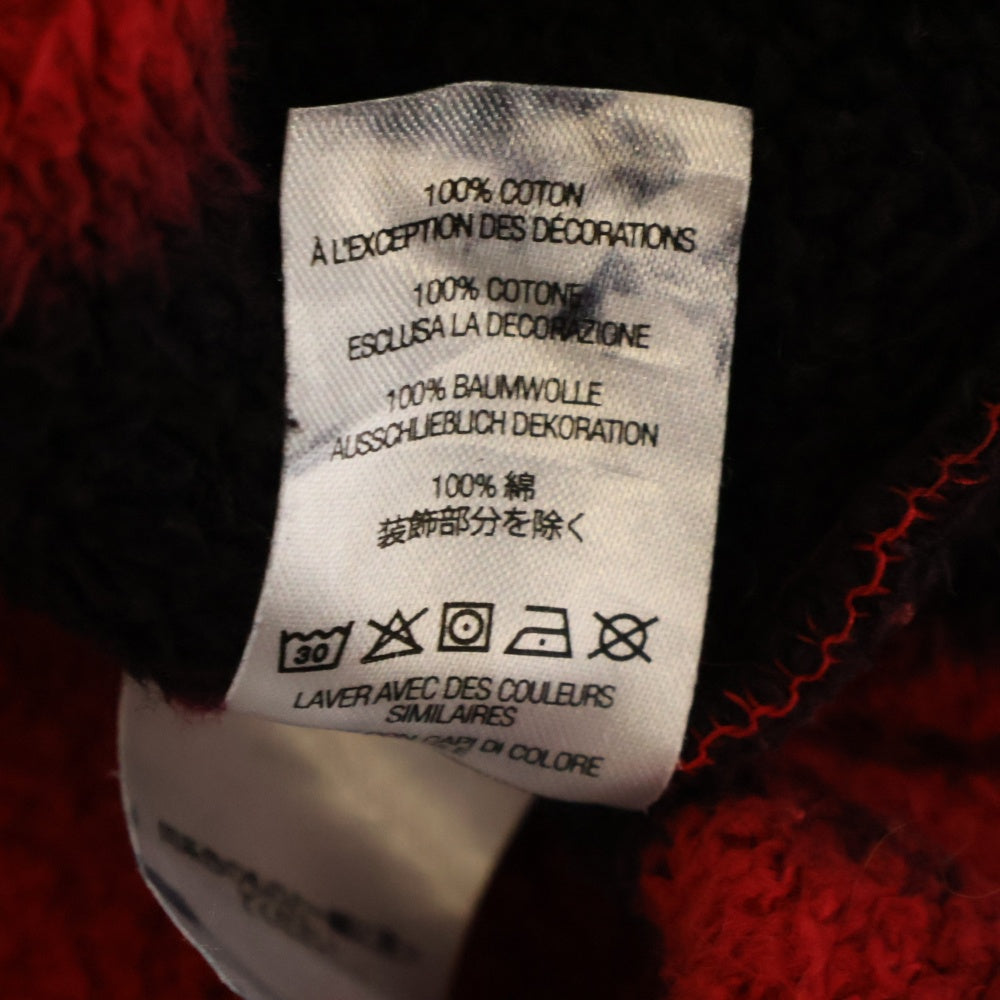 100% COTON
À L'EXCEPTION DES DÉCORATIONS
100% COTONE
ESCLUSA LA DECORAZIONE
100% BAUMWOLLE
AUSSCHLIEBLICH DEKORATION
100% 綿
装飾部分を除く
30
LAVER AVEC DES COULEURS
SIMILAIRES
CAPI DI COLORE